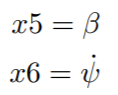 x5 = β
x6 = ψ̇